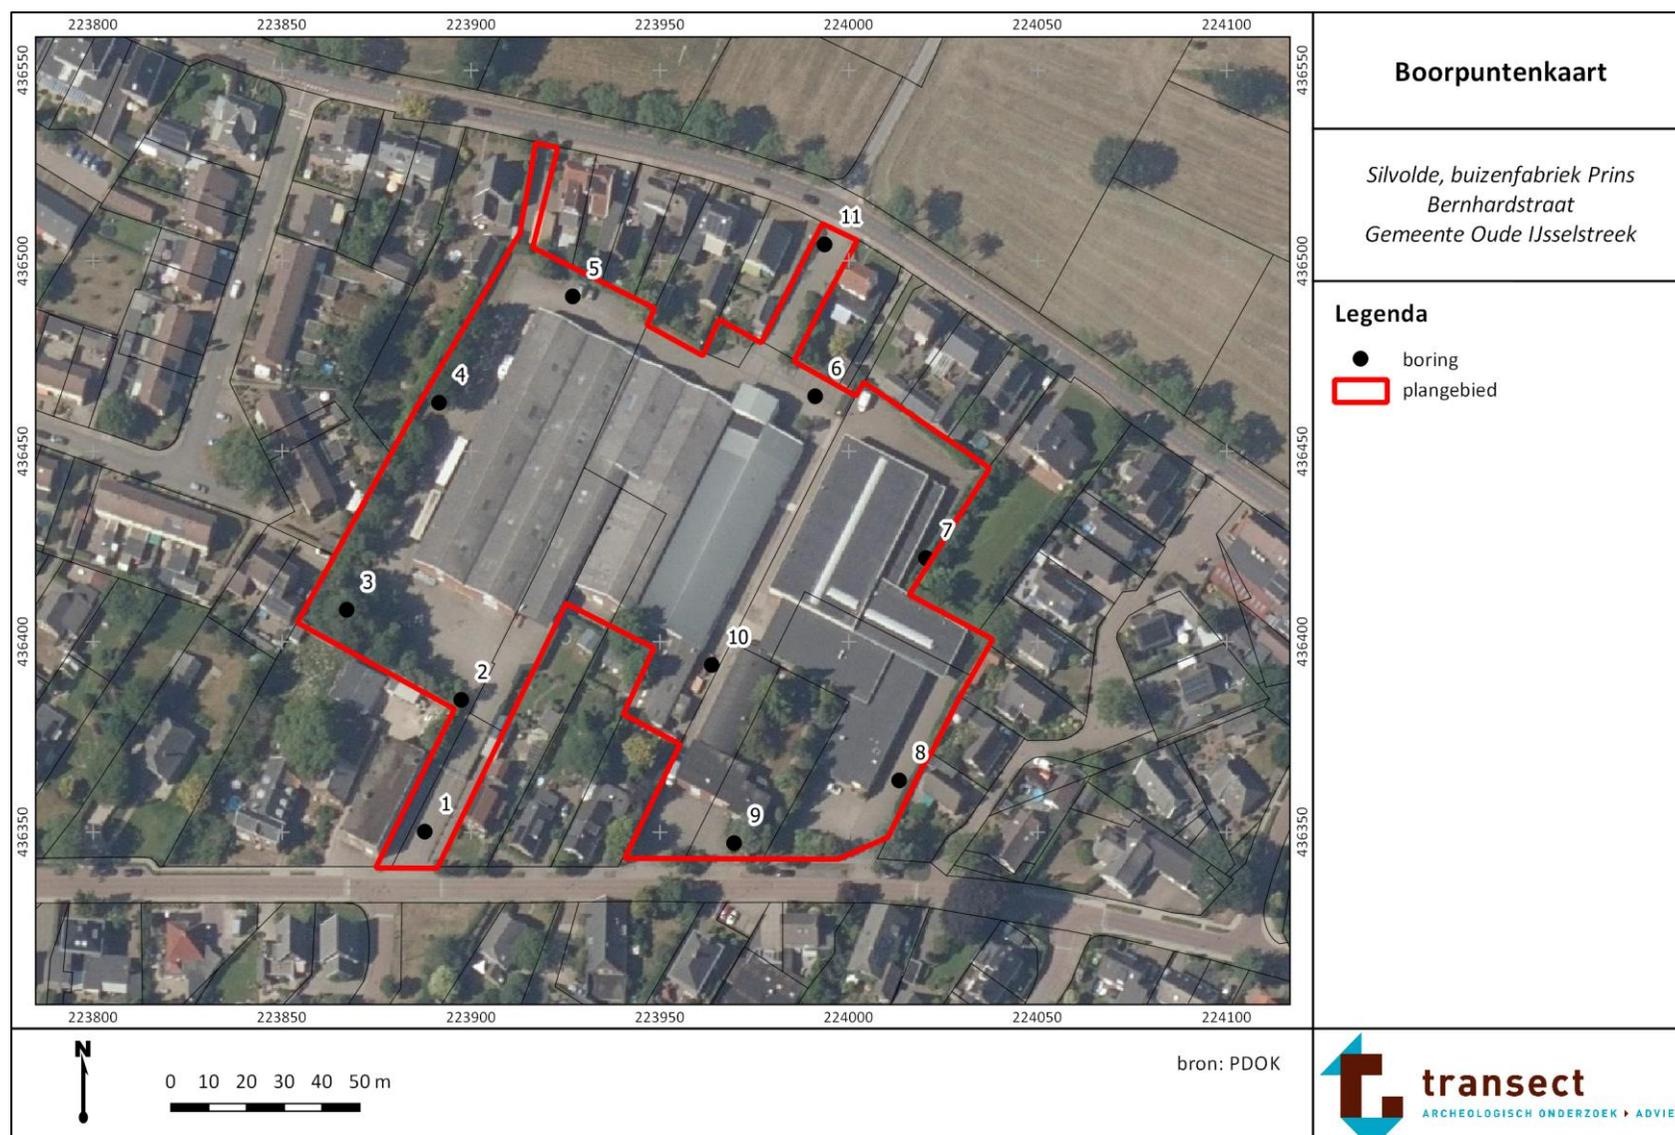 223800 223850 223900 223950 224000 224050 224100
436550 436550
436500 436500
436450 436450
436400 436400
436350 436350
11
5
6
4
7
3
10
2
8
1
9
223800 223850 223900 223950 224000 224050 224100
N
0 10 20 30 40 50 m
bron: PDOK
Boorpuntenkaart
Silvolde, buizenfabriek Prins
Bernhardstraat
Gemeente Oude IJsselstreek
Legenda
boring
plangebied
transect
ARCHEOLOGISCH ONDERZOEK ADVIE